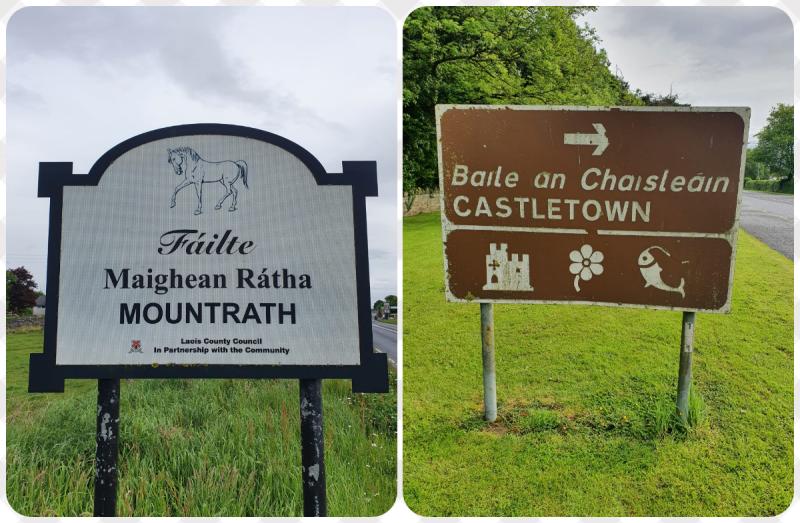 Fáilte
Maighean Rátha
MOUNTRATH
Laois County Council
In Partnership with the Community
Baile an Chaisleáin
CASTLETOWN